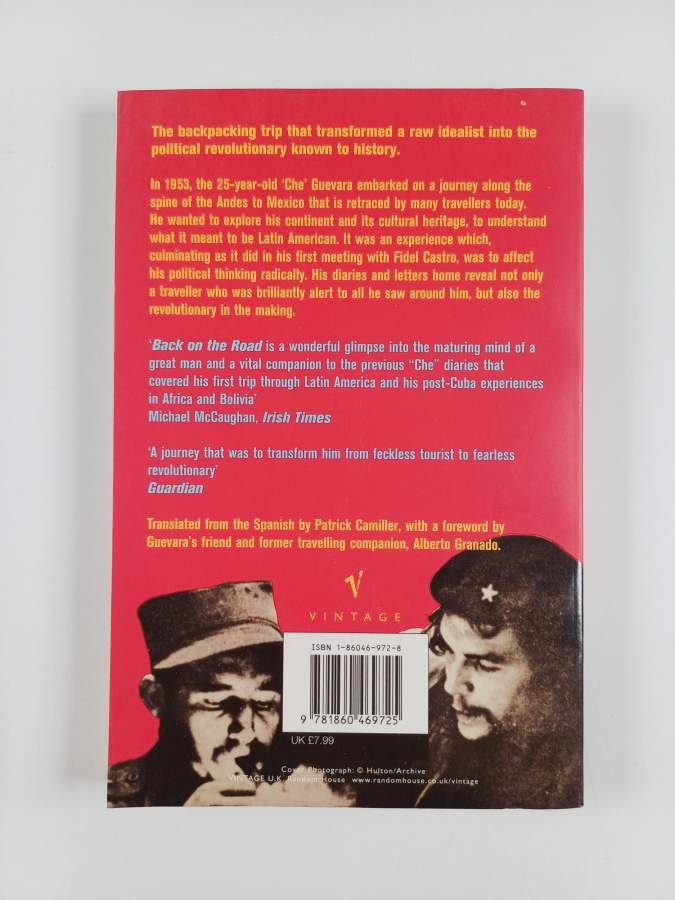 The backpacking trip that transformed a raw idealist into the
political revolutionary known to history.
In 1953, the 25-year-old ‘Che’ Guevara embarked on a journey along the
spine of the Andes to Mexico that is retraced by many travellers today.
He wanted to explore his continent and its cultural heritage, to understand
what it meant to be Latin American. It was an experience which,
culminating as it did in his first meeting with Fidel Castro, was to affect
his political thinking radically. His diaries and letters home reveal not only
a traveller who was brilliantly alert to all he saw around him, but also the
revolutionary in the making.
‘Back on the Road is a wonderful glimpse into the maturing mind of a
great man and a vital companion to the previous “Che” diaries that
covered his first trip through Latin America and his post-Cuba experiences
in Africa and Bolivia’
Michael McCaughan, Irish Times
‘A journey that was to transform him from feckless tourist to fearless
revolutionary’
Guardian
Translated from the Spanish by Patrick Camiller, with a foreword by
Guevara’s friend and former travelling companion, Alberto Granado.
V
VINTAGE
ISBN 1-86046-972-8
9 781860 469725
UK £7.99
Cover Photograph: © Hulton/Archive
VINTAGE U.K. Random House www.randomhouse.co.uk/vintage